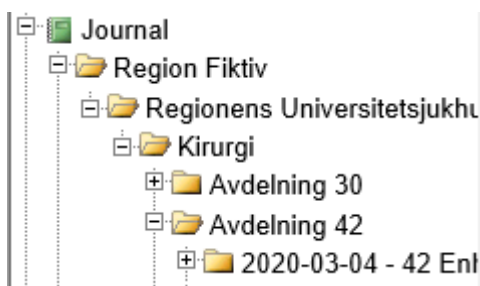 Journal
Region Fiktiv
Regionens Universitetsjukhu
Kirurgi
Avdelning 30
Avdelning 42
2020-03-04 - 42 Enh